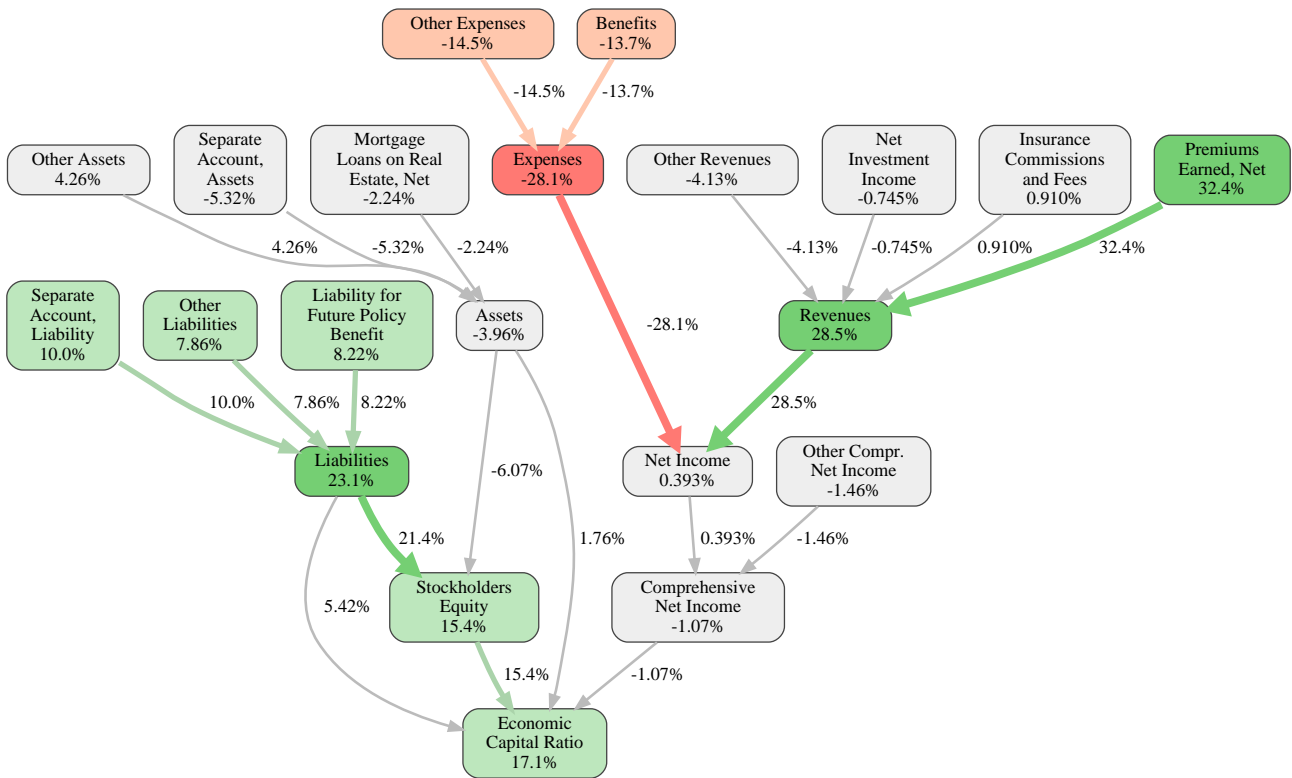 Other Expenses
-14.5%
Benefits
-13.7%
-14.5%
-13.7%
Other Assets
4.26%
Separate
Account,
Assets
-5.32%
Mortgage
Loans on Real
Estate, Net
-2.24%
Expenses
-28.1%
Other Revenues
-4.13%
Net
Investment
Income
-0.745%
Insurance
Commissions
and Fees
0.910%
Premiums
Earned, Net
32.4%
4.26%
-5.32%
-2.24%
-4.13%
-0.745%
0.910%
32.4%
Separate
Account,
Liability
10.0%
Other
Liabilities
7.86%
Liability for
Future Policy
Benefit
8.22%
Assets
-3.96%
-28.1%
Revenues
28.5%
10.0%
7.86%
8.22%
28.5%
Liabilities
23.1%
-6.07%
Net Income
0.393%
Other Compr.
Net Income
-1.46%
21.4%
1.76%
0.393%
-1.46%
5.42%
Stockholders
Equity
15.4%
Comprehensive
Net Income
-1.07%
15.4%
-1.07%
Economic
Capital Ratio
17.1%